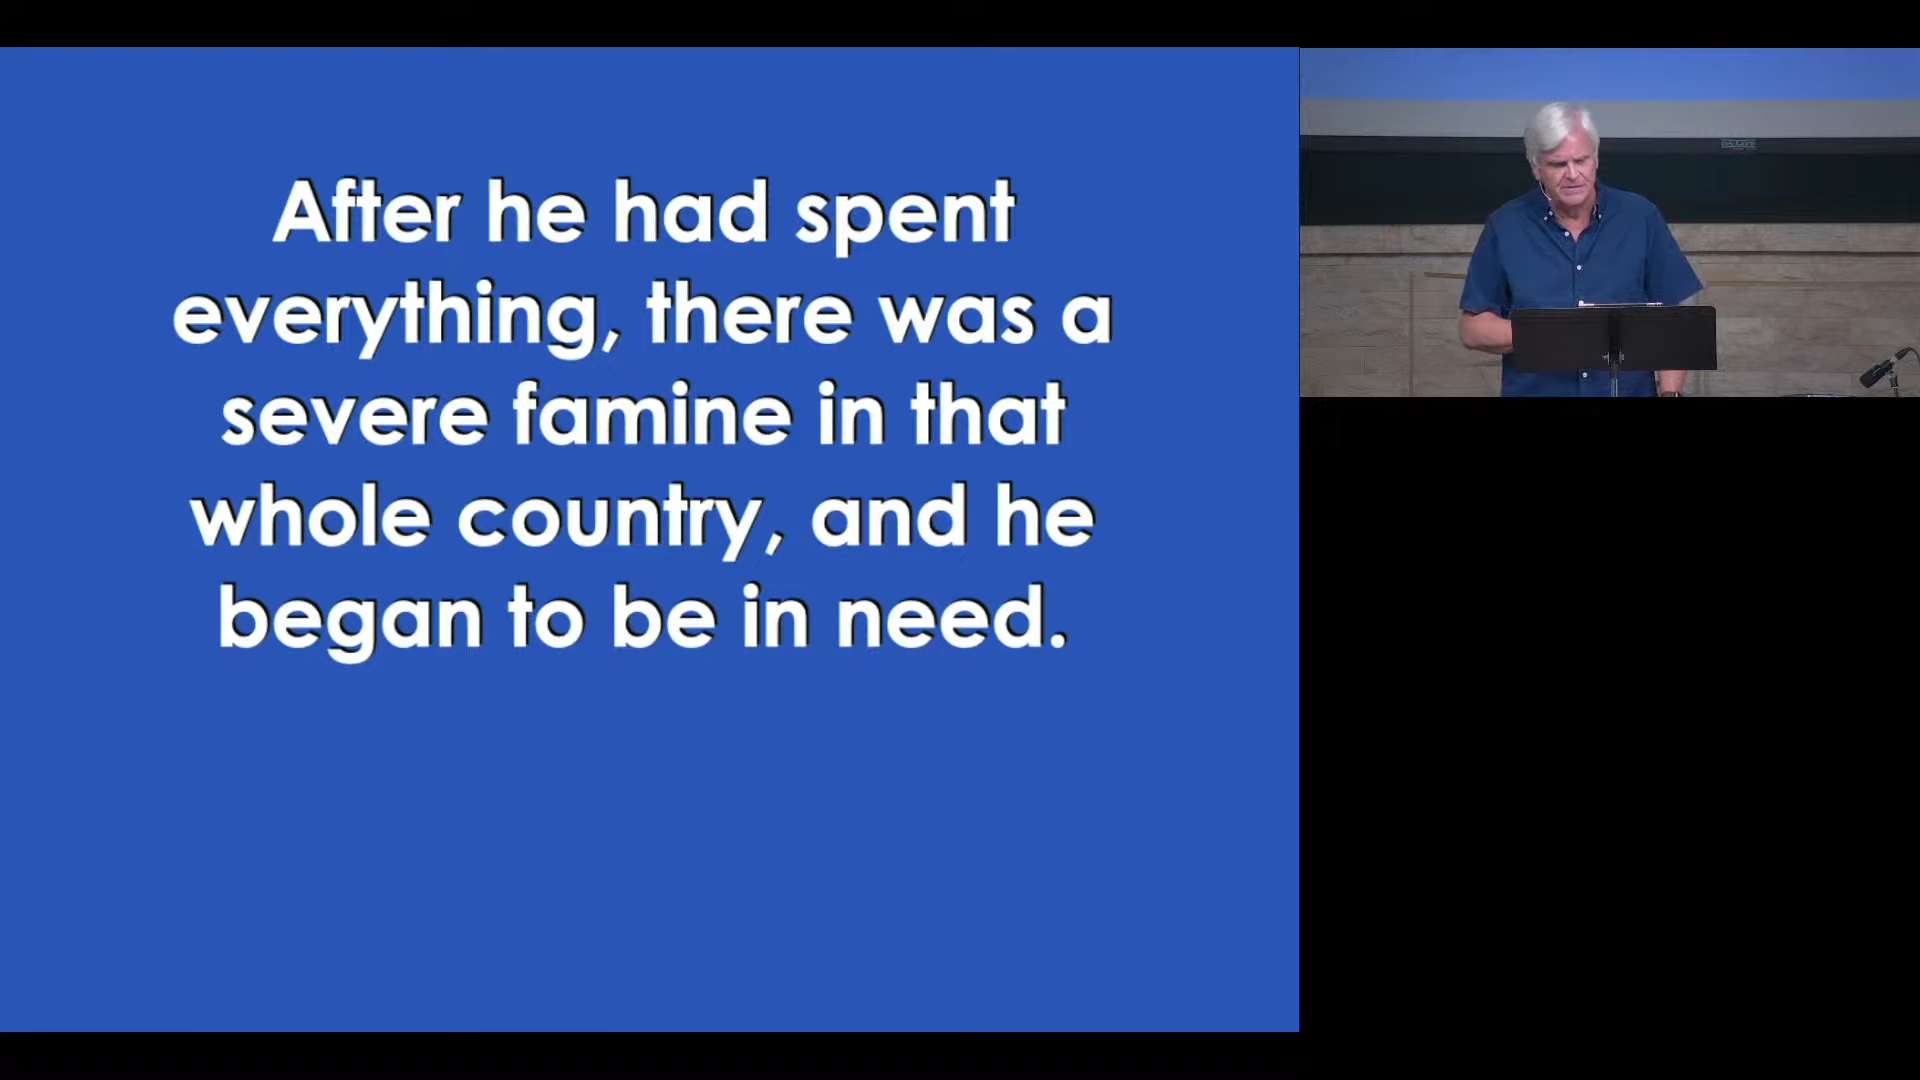 After he had spent
everything, there was a
severe famine in that
whole country, and he
began to be in need.